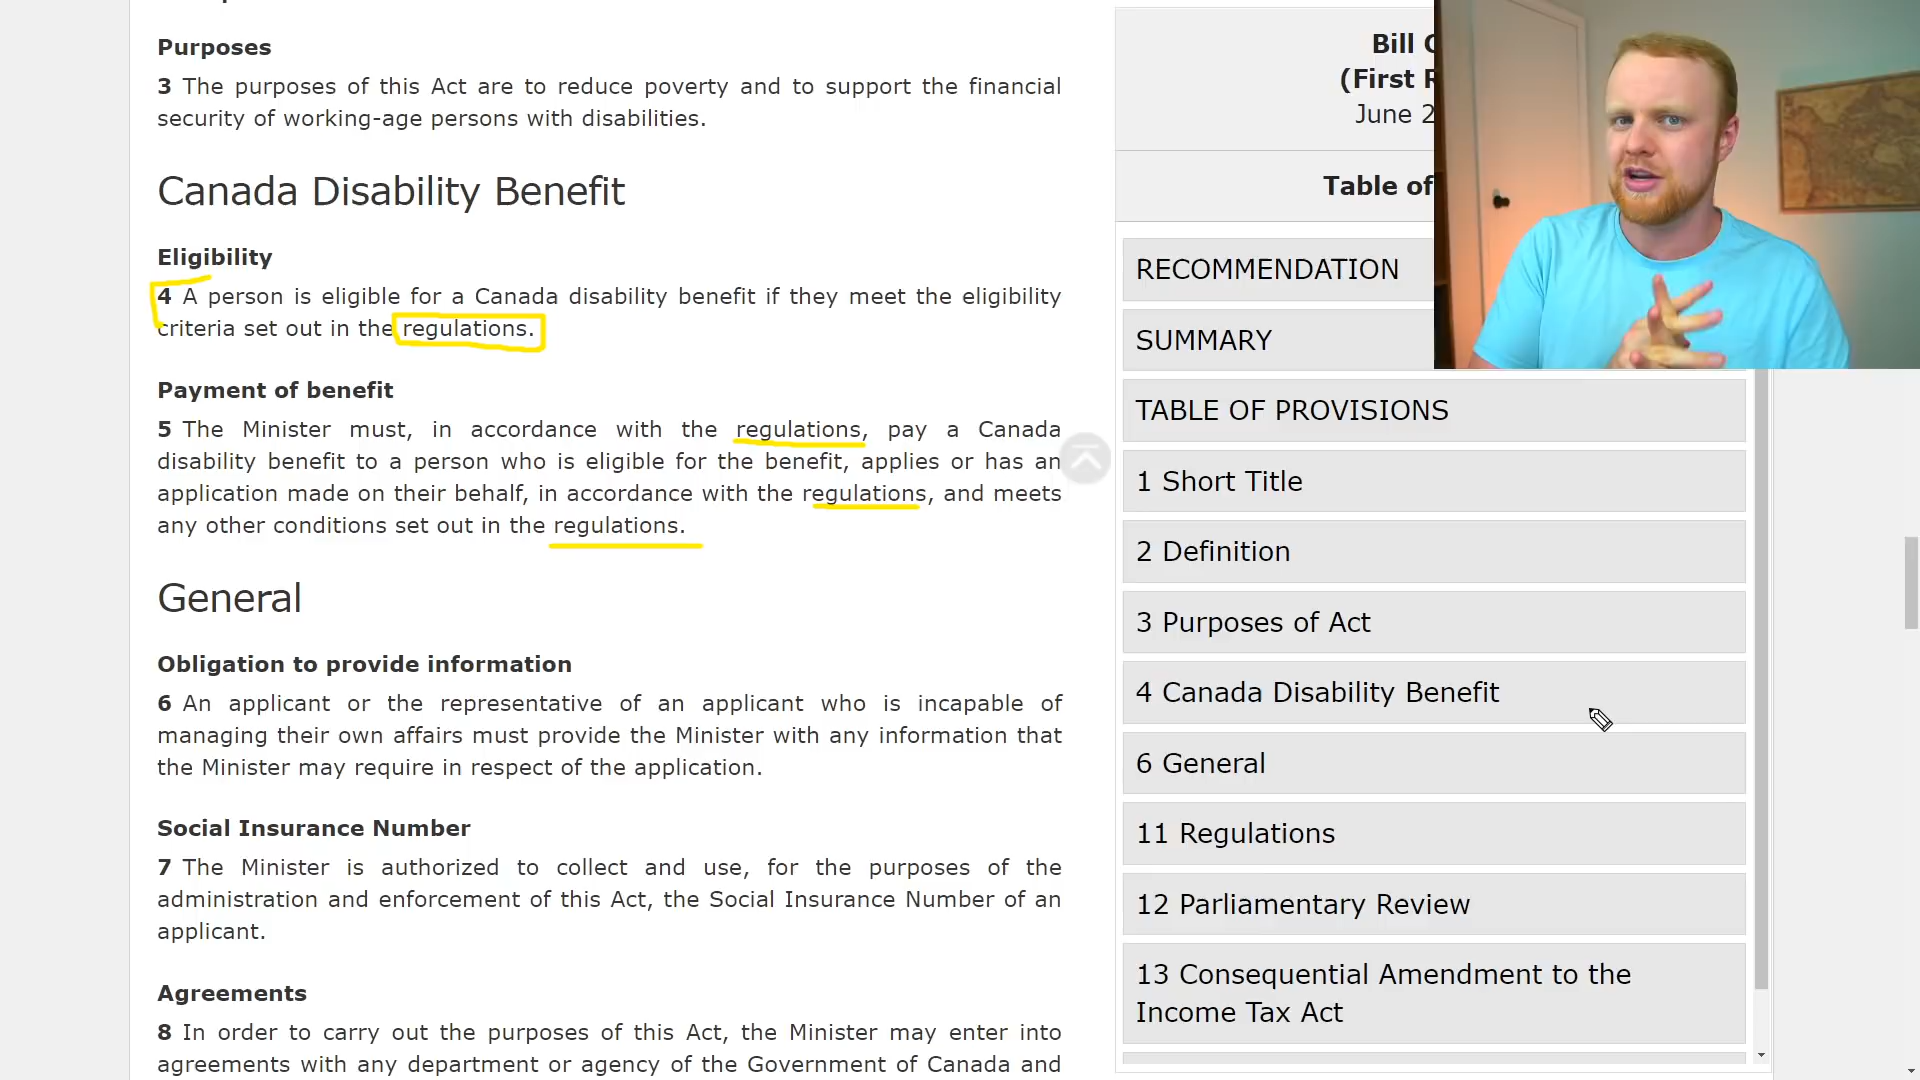 Purposes
3 The purposes of this Act are to reduce poverty and to support the financial
security of working-age persons with disabilities.
Canada Disability Benefit
Eligibility
4 A person is eligible for a Canada disability benefit if they meet the eligibility
criteria set out in the regulations.
Payment of benefit
5 The Minister must, in accordance with the regulations, pay a Canada
disability benefit to a person who is eligible for the benefit, applies or has an
application made on their behalf, in accordance with the regulations, and meets
any other conditions set out in the regulations.
General
Obligation to provide information
6 An applicant or the representative of an applicant who is incapable of
managing their own affairs must provide the Minister with any information that
the Minister may require in respect of the application.
Social Insurance Number
7 The Minister is authorized to collect and use, for the purposes of the
administration and enforcement of this Act, the Social Insurance Number of an
applicant.
Agreements
8 In order to carry out the purposes of this Act, the Minister may enter into
agreements with any department or agency of the Government of Canada and
Bill
(First
June 2
Table of
RECOMMENDATION
SUMMARY
TABLE OF PROVISIONS
1 Short Title
2 Definition
3 Purposes of Act
4 Canada Disability Benefit
6 General
11 Regulations
12 Parliamentary Review
13 Consequential Amendment to the
Income Tax Act